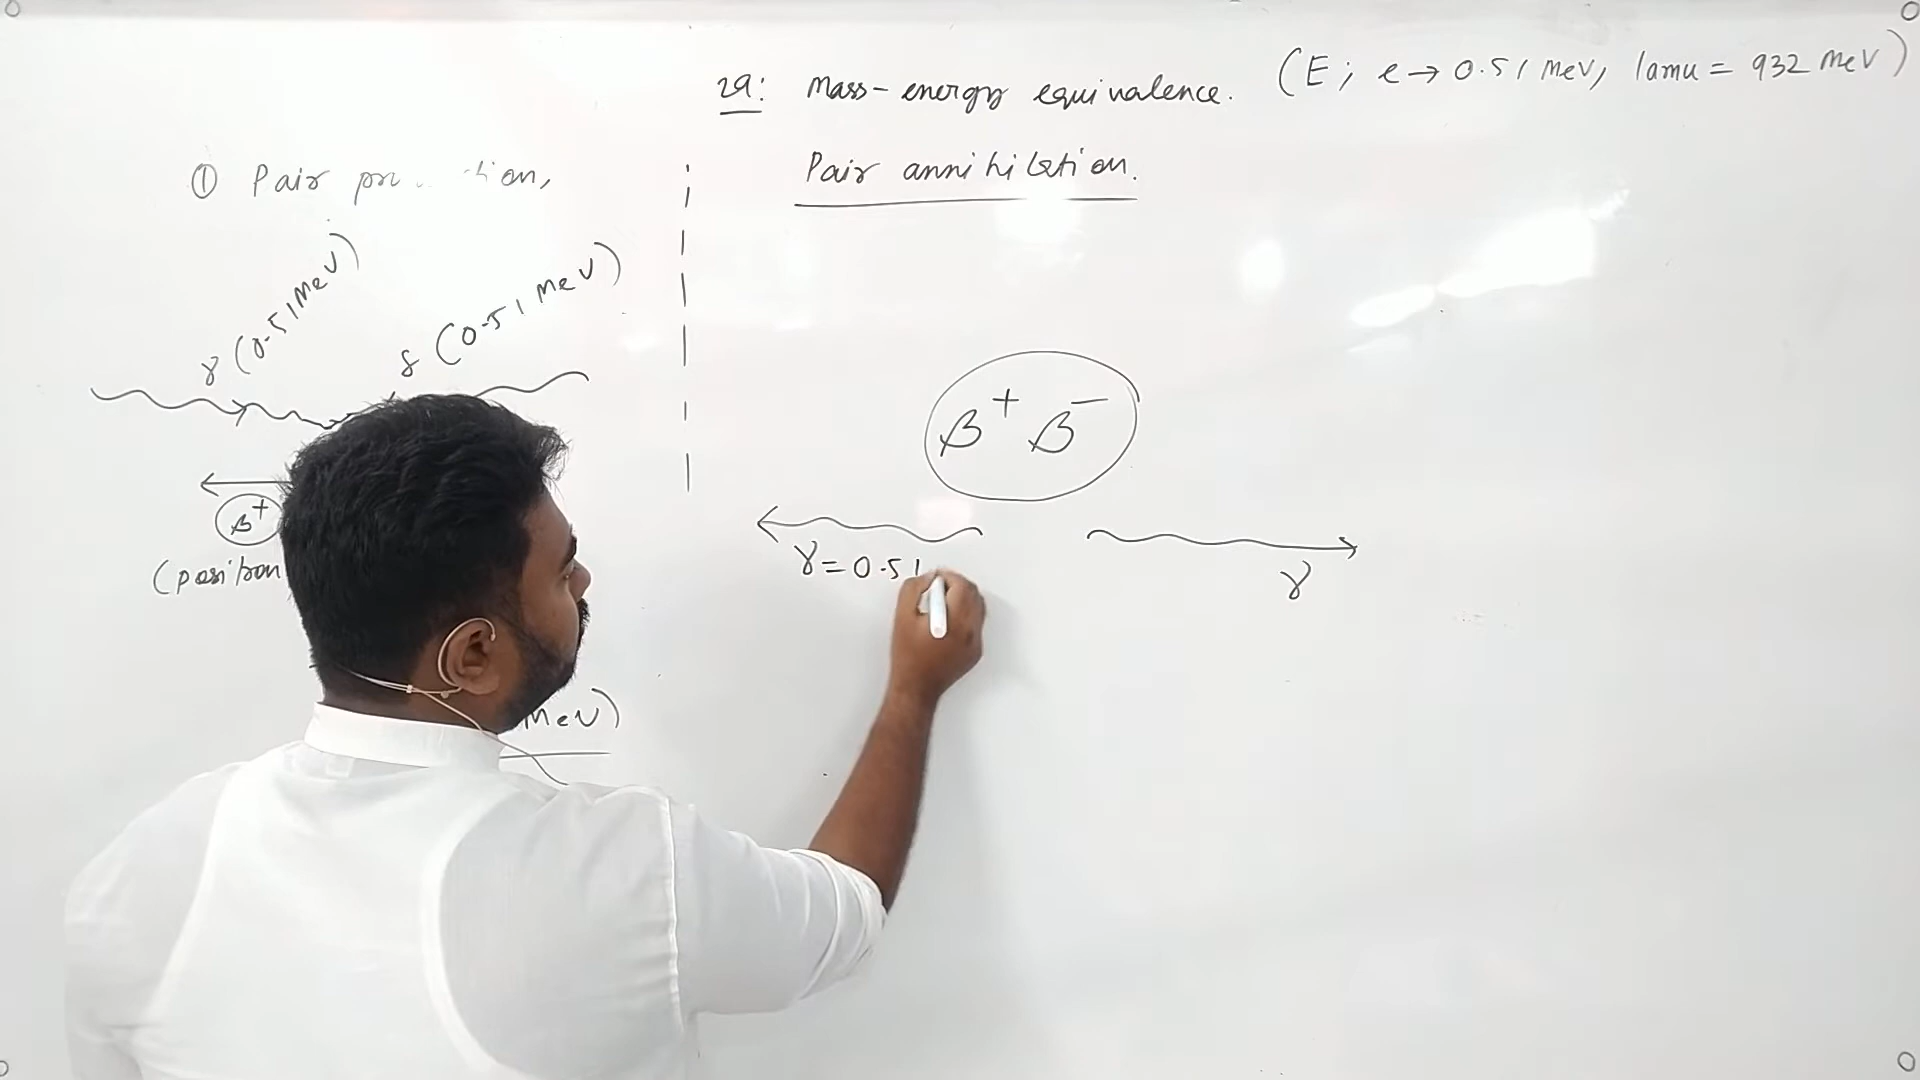 29: Mass-energy equivalence. (E; e → 0.51 MeV, 1amu = 932 MeV)
① Pair
Pair annihilation.
γ (0.51 MeV)
γ (0.51 MeV)
β⁺ β⁻
β⁺
(positron
γ = 0.51
γ
MeV)